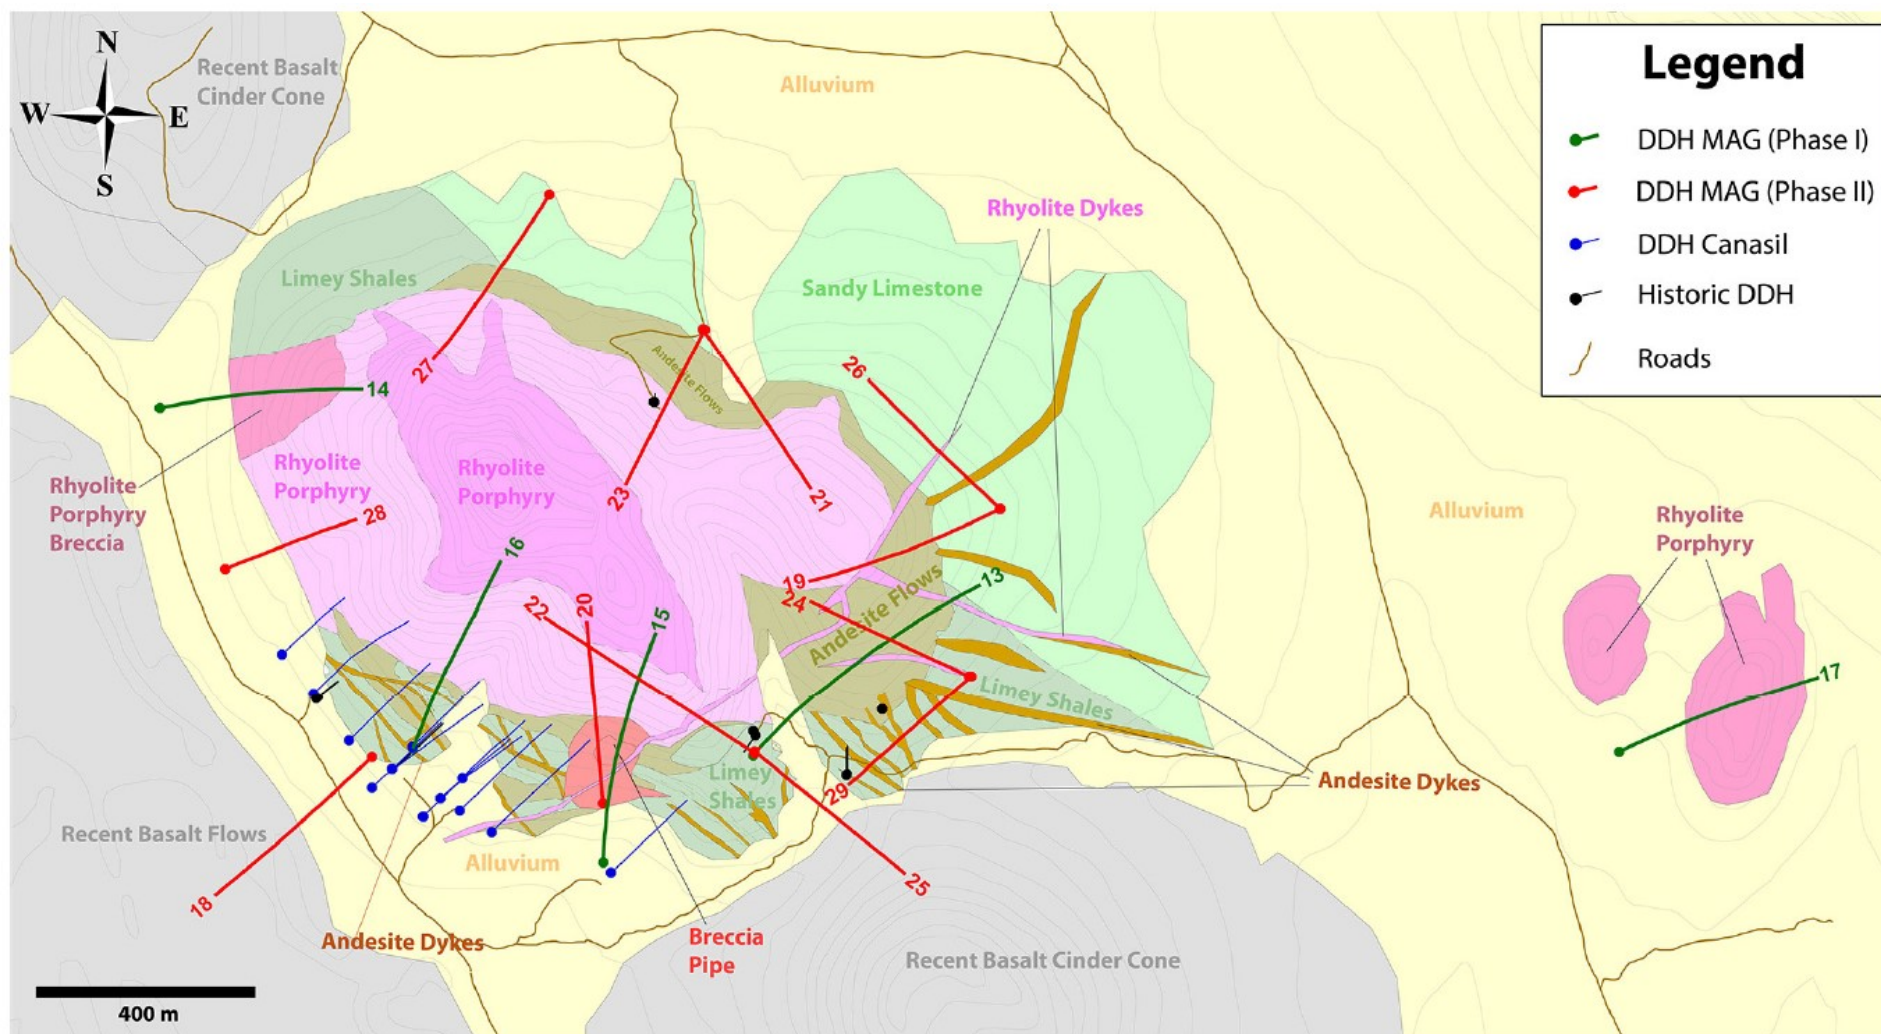 N
W
E
S
Recent Basalt
Cinder Cone
Alluvium
Legend
DDH MAG (Phase I)
DDH MAG (Phase II)
DDH Canasil
Historic DDH
Roads
Rhyolite Dykes
Limey Shales
Sandy Limestone
Andesite Flows
27
14
26
Rhyolite
Porphyry
Rhyolite
Porphyry
23
21
Rhyolite
Porphyry
Breccia
28
Alluvium
Rhyolite
Porphyry
16
19
24
13
22
20
15
Andesite Flows
Limey Shales
17
Limey
Shales
29
Andesite Dykes
Recent Basalt Flows
Alluvium
18
25
Andesite Dykes
Breccia
Pipe
Recent Basalt Cinder Cone
400 m